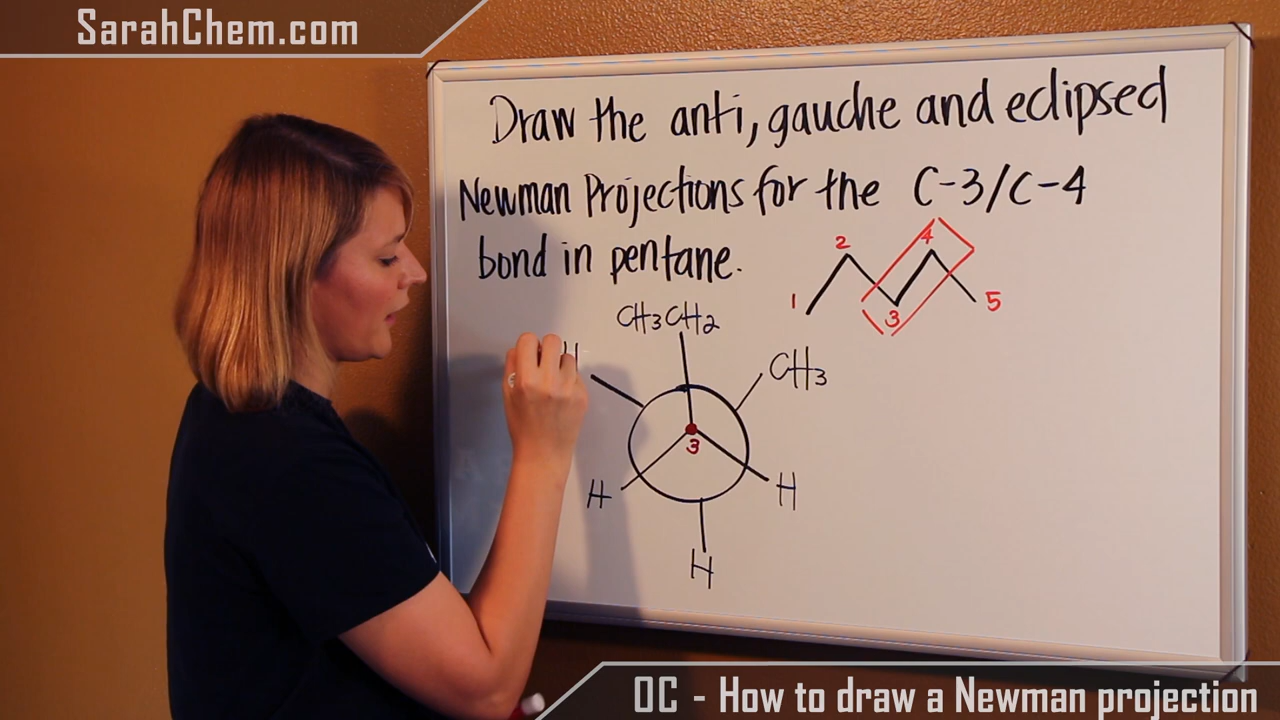 SarahChem.com
Draw the anti, gauche and eclipsed
Newman Projections for the C-3/C-4
bond in pentane.
2
4
1
3
5
CH3CH2
H
CH3
3
H
H
H
OC - How to draw a Newman projection